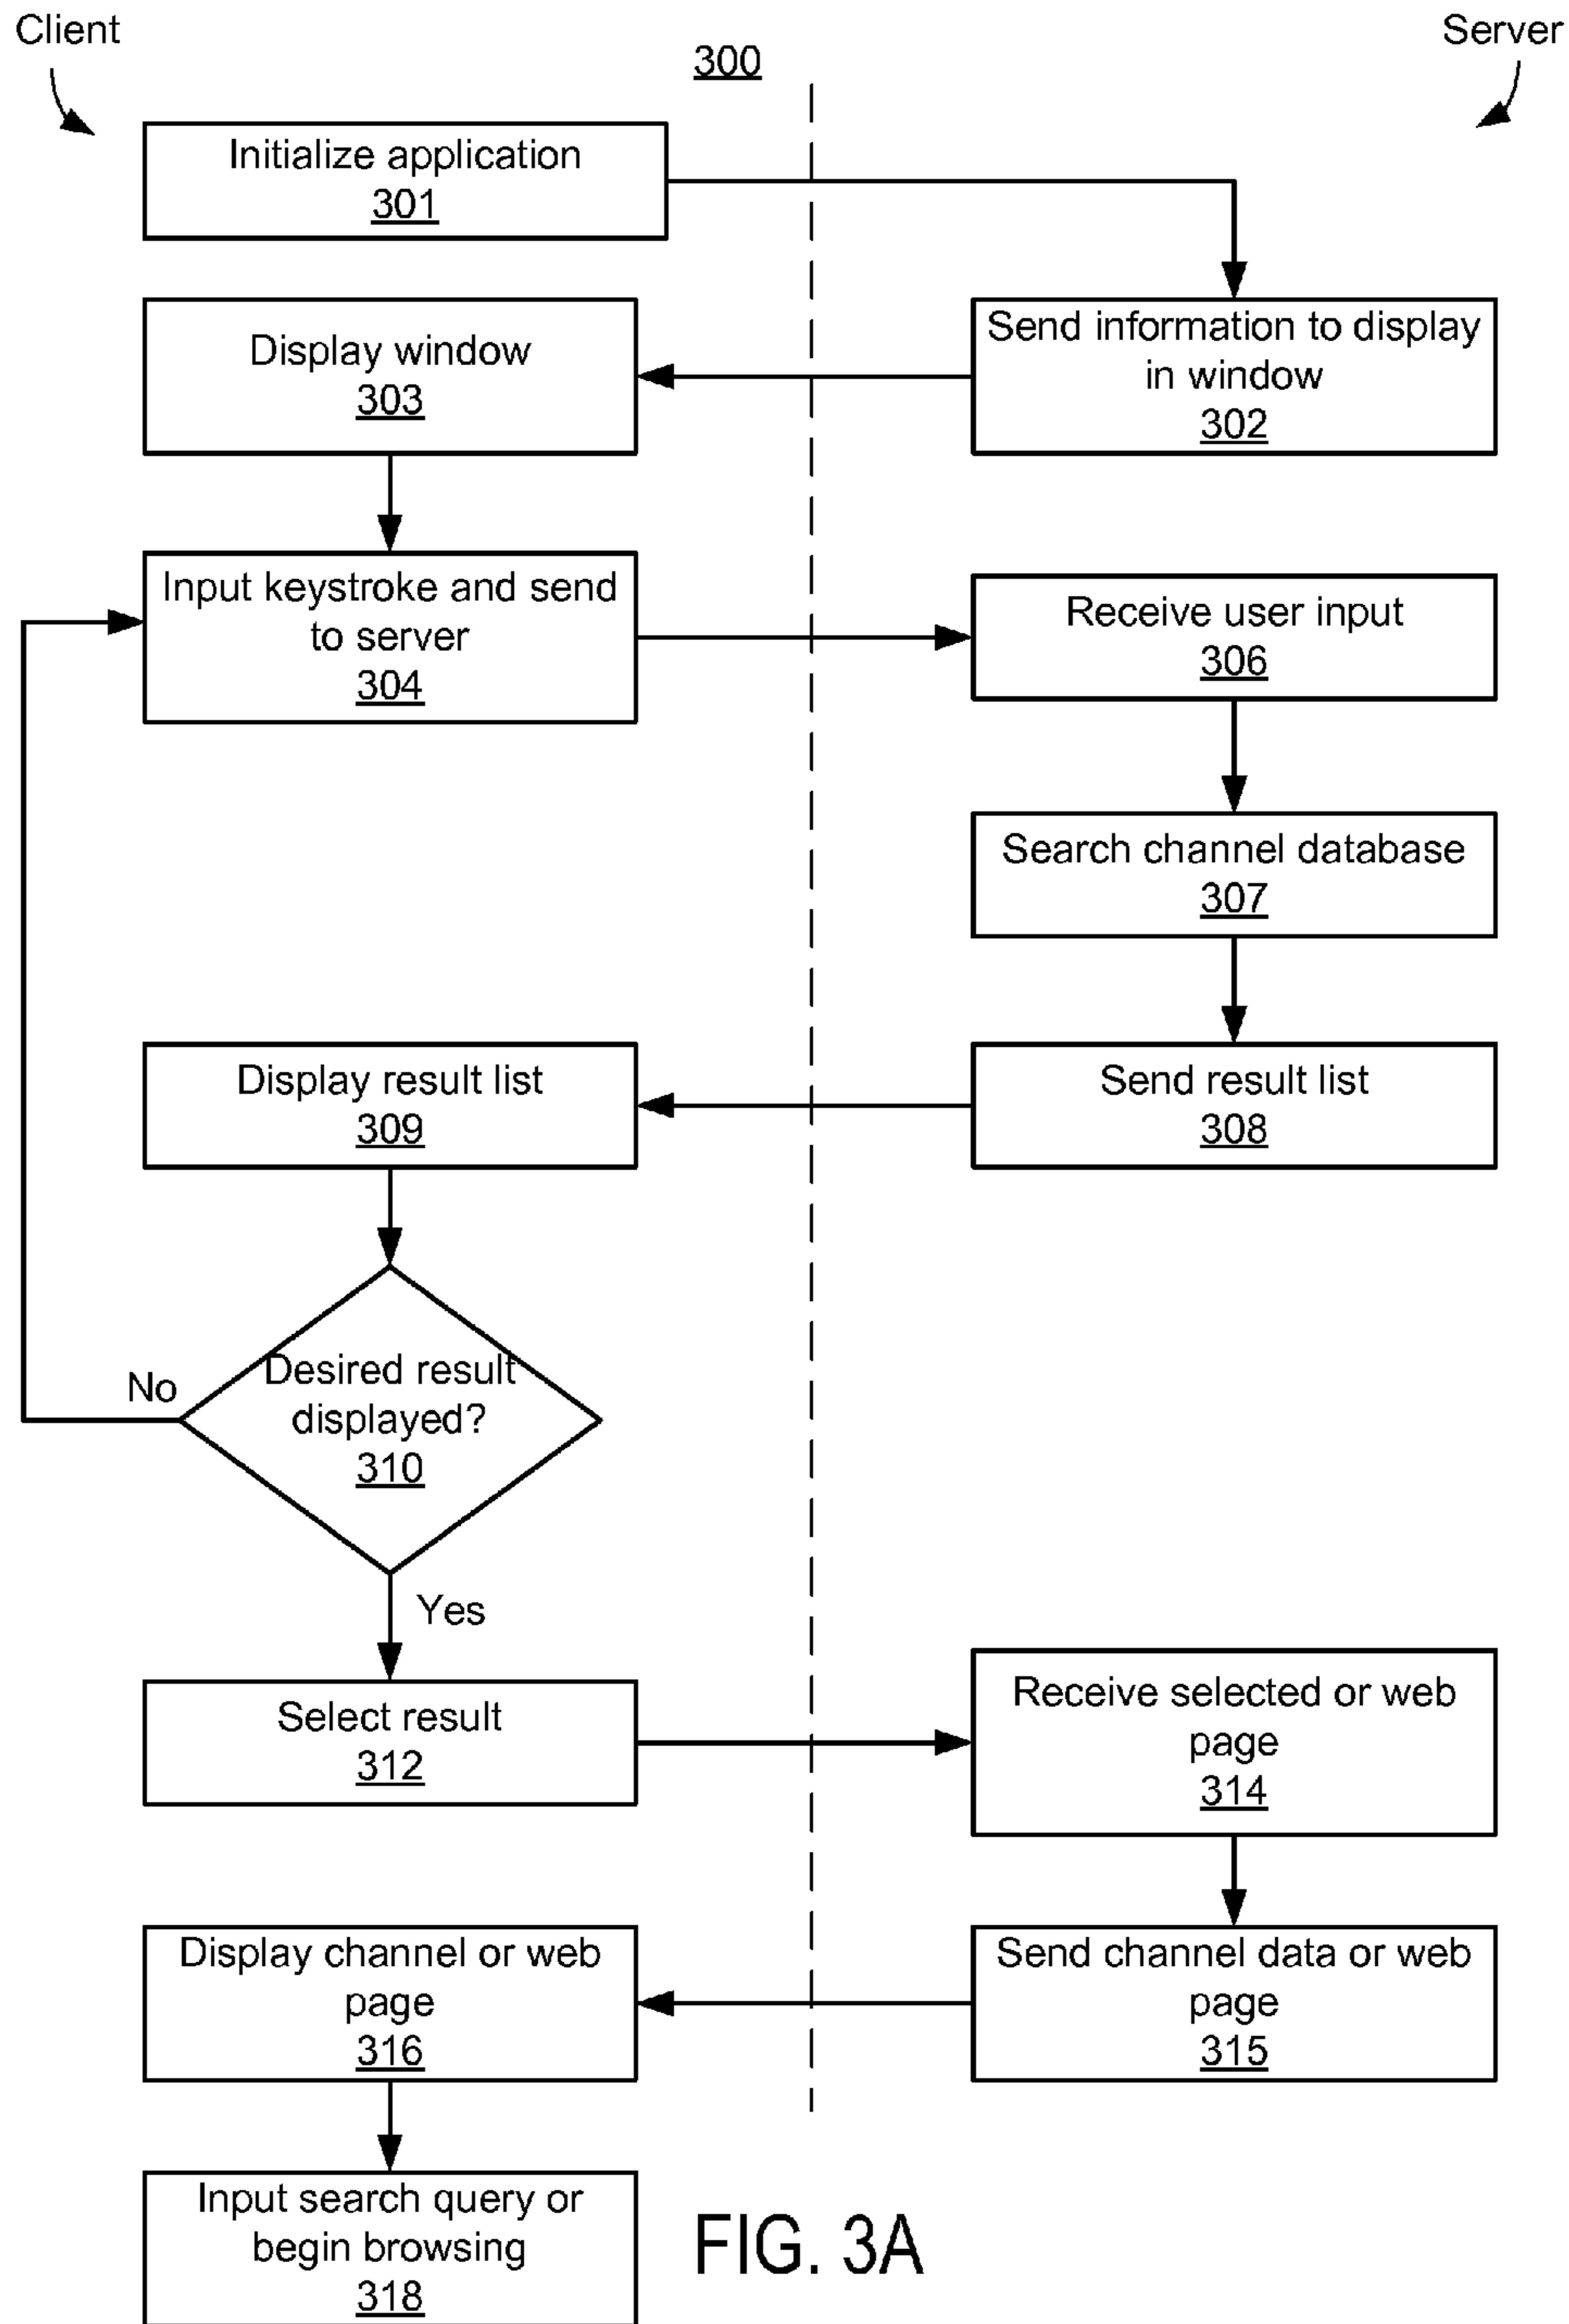 Client
Server
300
Initialize application
301
Send information to display
in window
302
Display window
303
Input keystroke and send
to server
304
Receive user input
306
Search channel database
307
Send result list
308
Display result list
309
Desired result
displayed?
310
No
Yes
Select result
312
Receive selected or web
page
314
Send channel data or web
page
315
Display channel or web
page
316
Input search query or
begin browsing
318
FIG. 3A